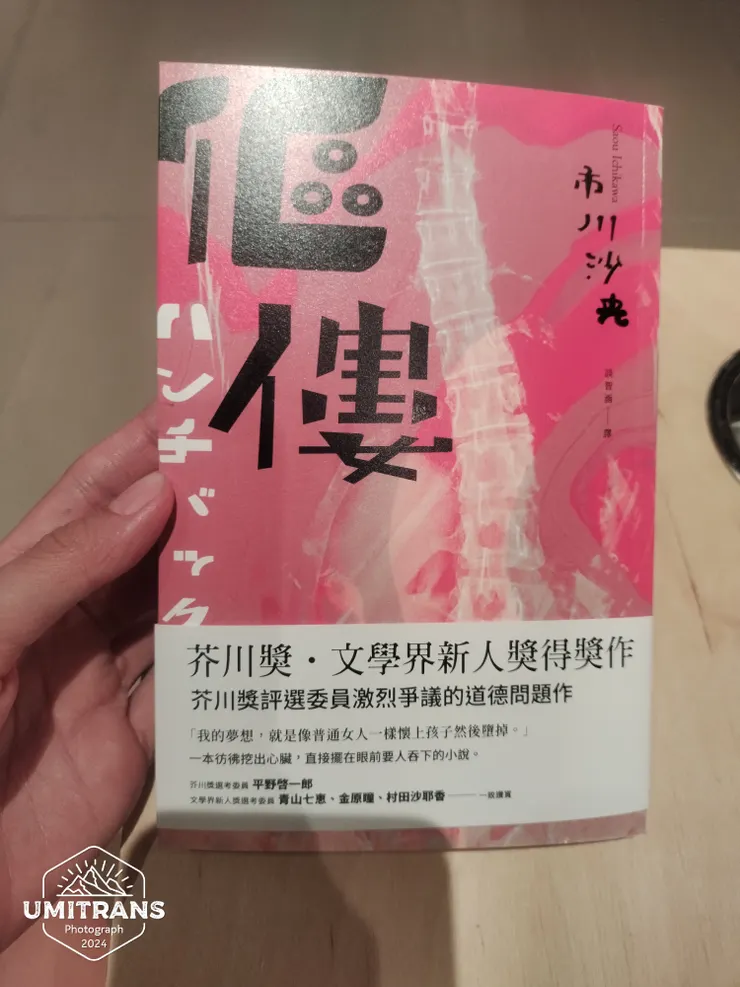 傴
僂
ハンチバック
Saou Ichikawa
市川沙央
談智涵——譯
芥川獎・文學界新人獎得獎作
芥川獎評選委員激烈爭議的道德問題作
「我的夢想，就是像普通女人一樣懷上孩子然後墮掉。」
一本彷彿挖出心臟，直接擺在眼前要人吞下的小說。
芥川獎選考委員 平野啓一郎
文學界新人獎選考委員 青山七恵、金原瞳、村田沙耶香——一致讚賞
UMITRANS
Photograph
2024